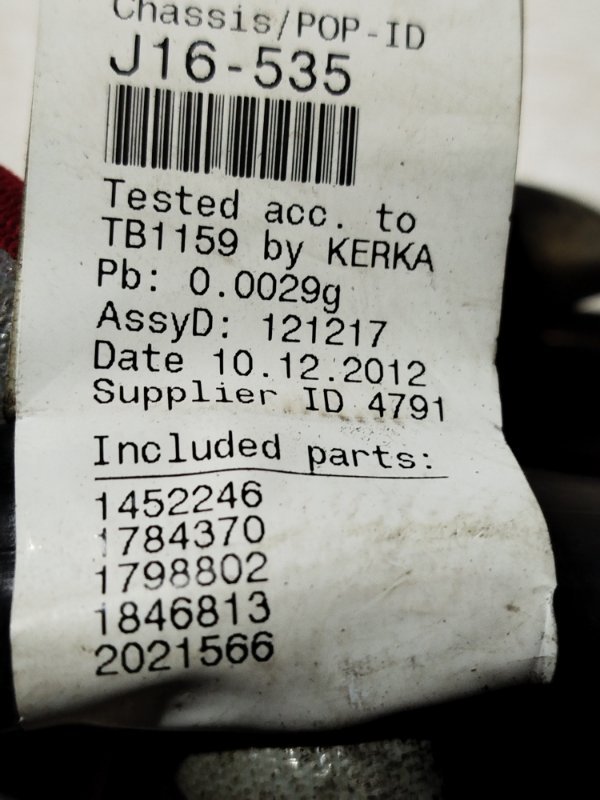 Chassis/POP-ID
J16-535
Tested acc. to
TB1159 by KERKA
Pb: 0.0029g
AssyD: 121217
Date 10.12.2012
Supplier ID 4791
Included parts:
1452246
1784370
1798802
1846813
2021566